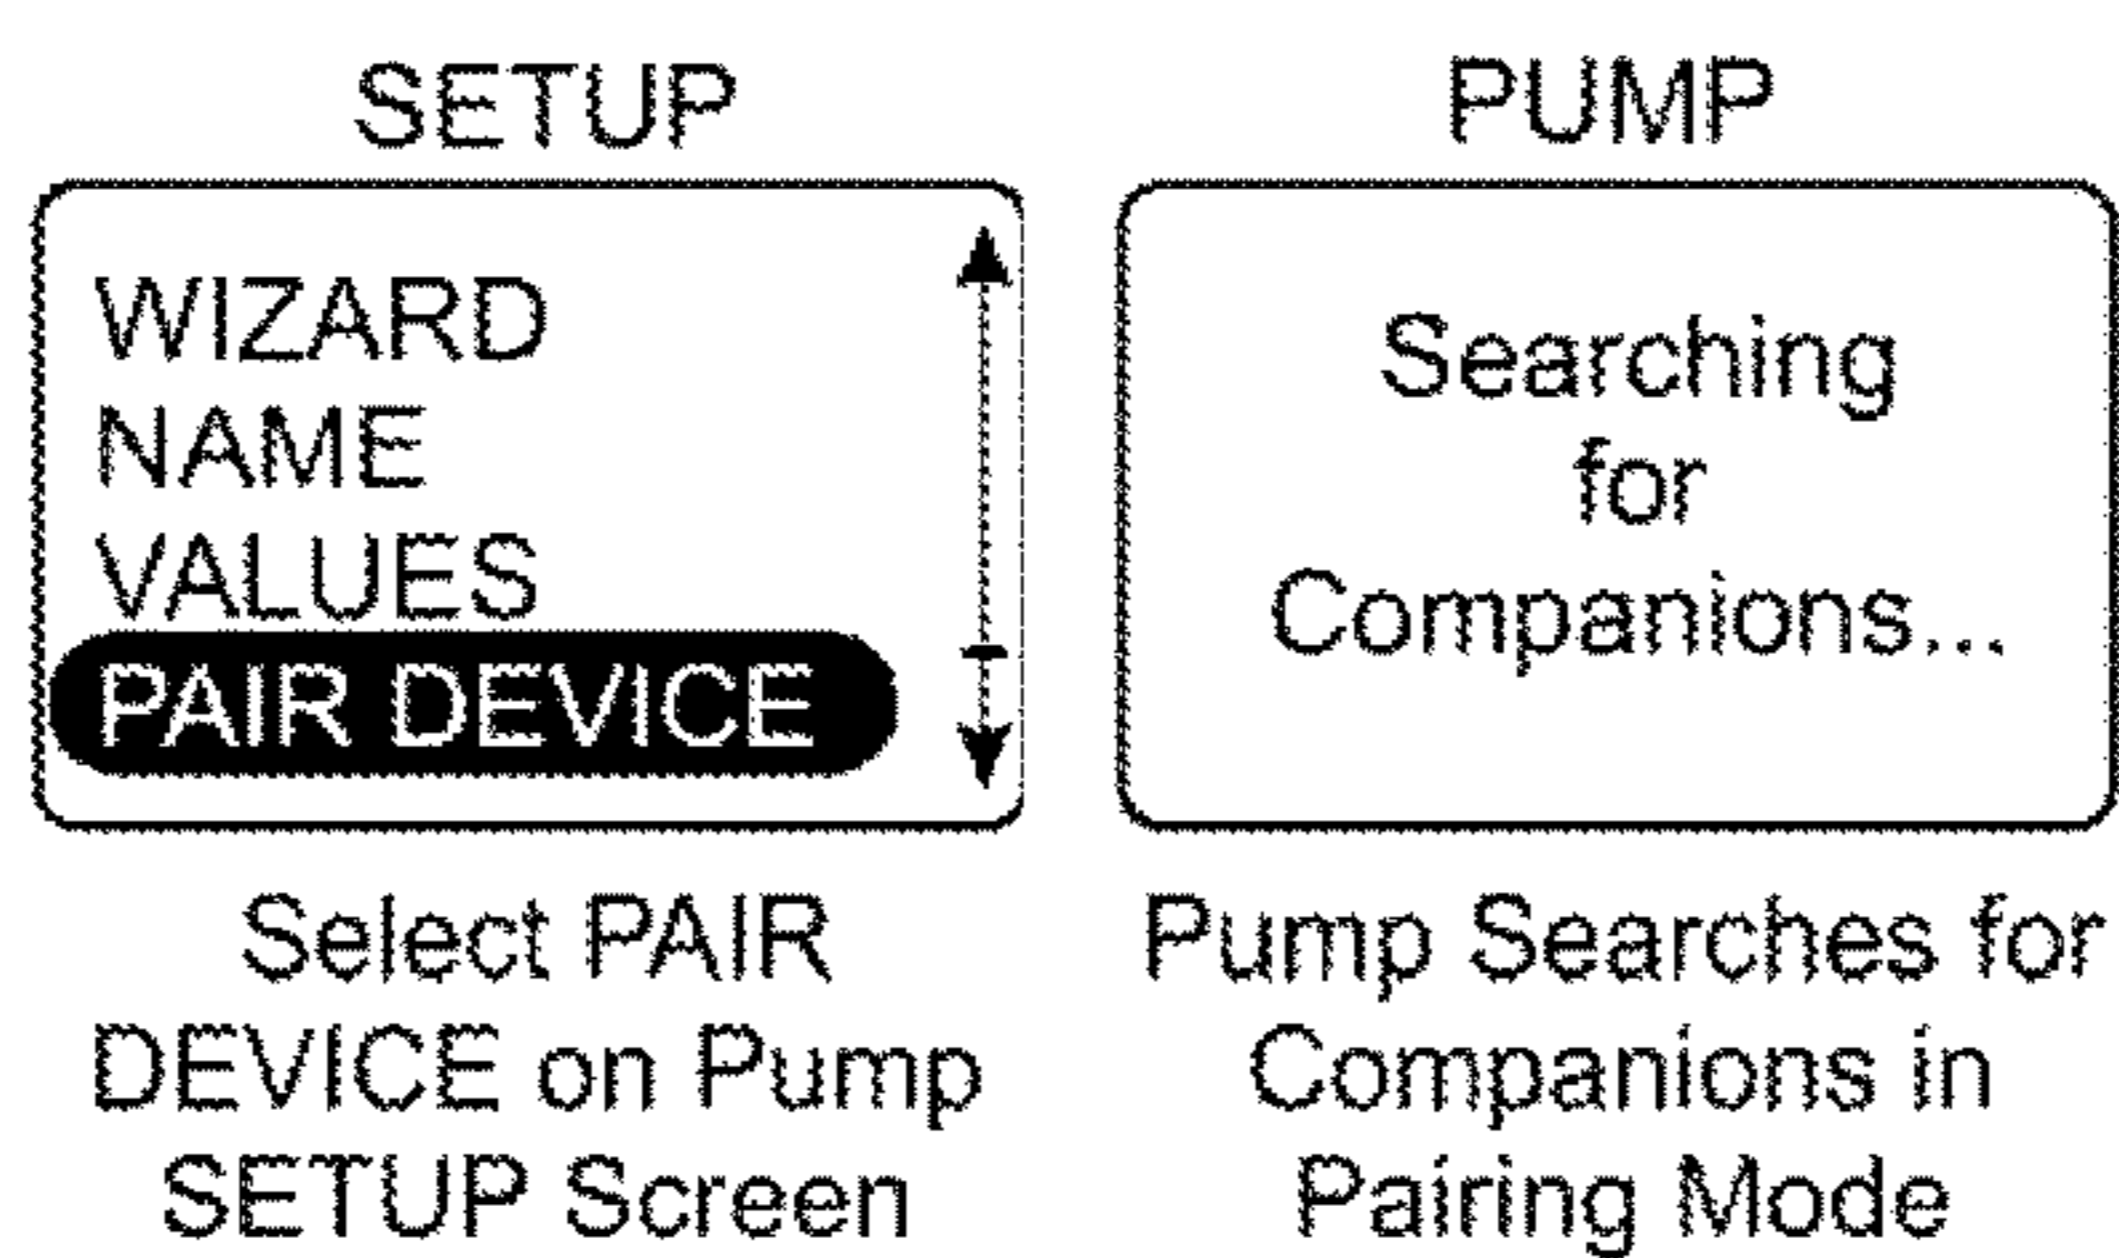 SETUP
WIZARD
NAME
VALUES
PAIR DEVICE
Select PAIR
DEVICE on Pump
SETUP Screen
PUMP
Searching
for
Companions...
Pump Searches for
Companions in
Pairing Mode